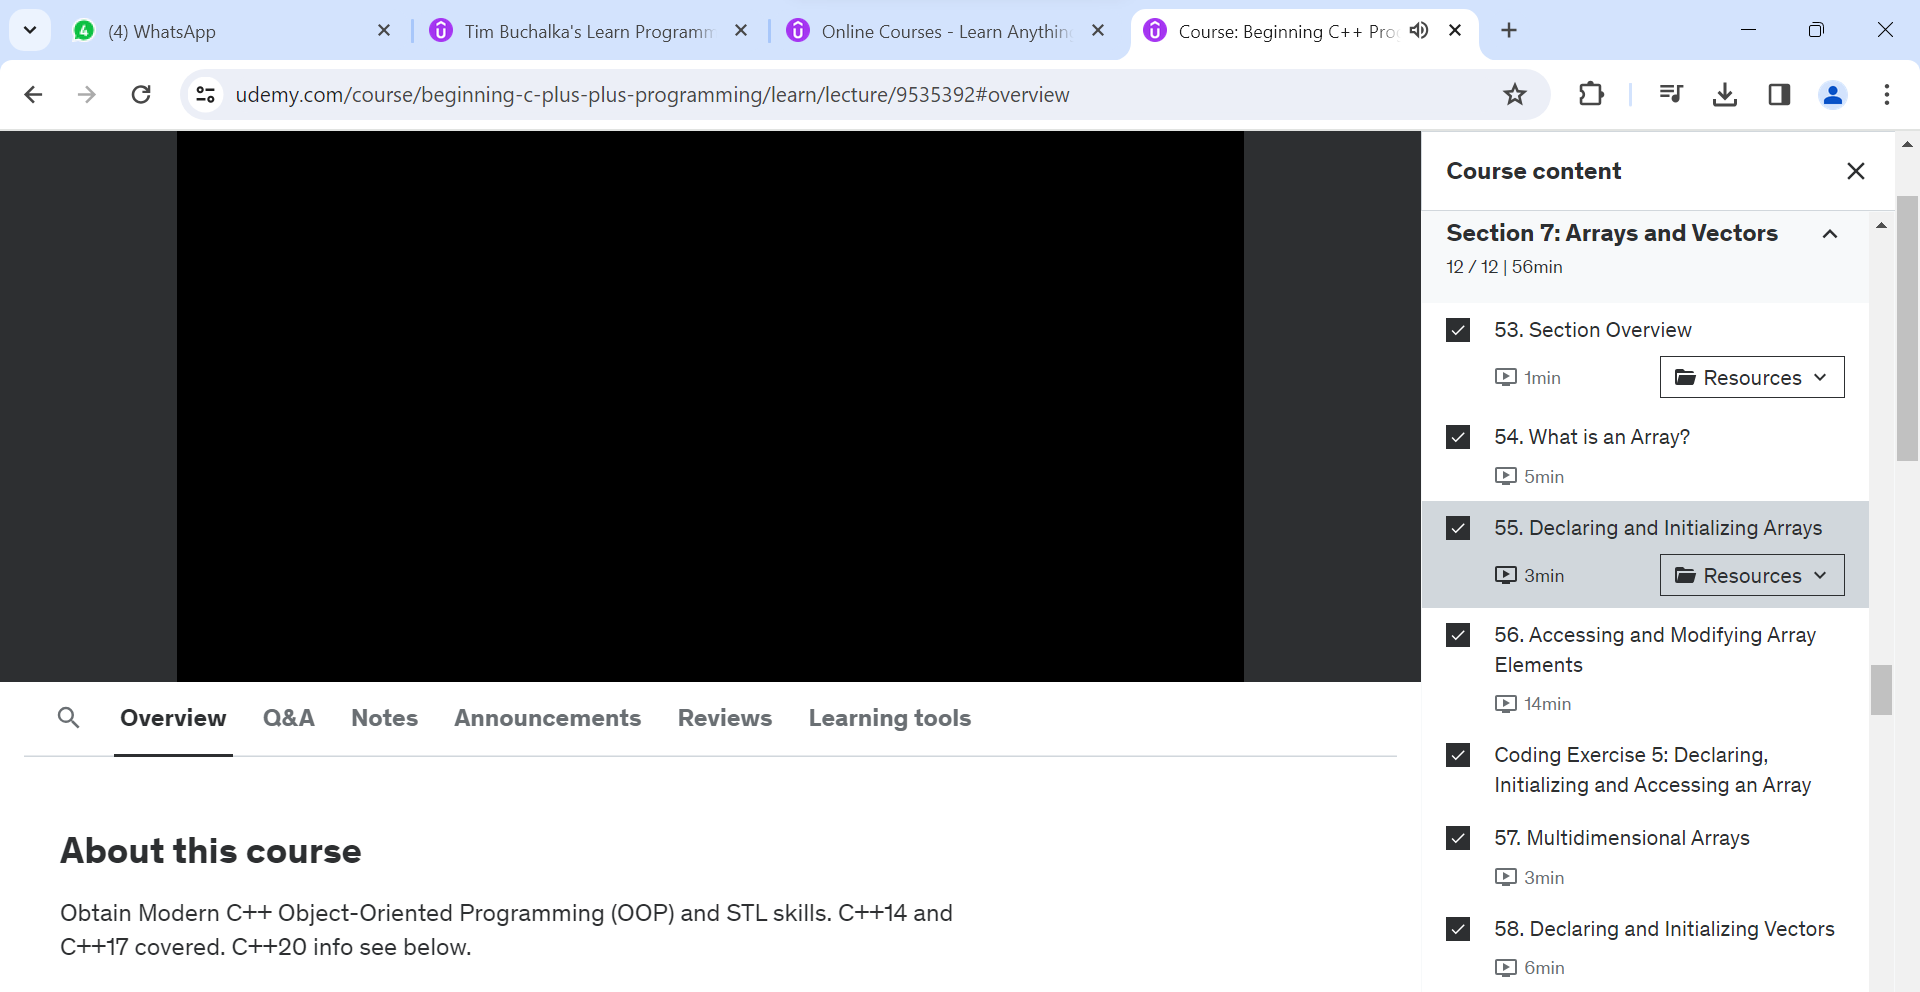 4
(4) WhatsApp
Tim Buchalka's Learn Programm
Online Courses - Learn Anythin
Course: Beginning C++ Pro
udemy.com/course/beginning-c-plus-plus-programming/learn/lecture/9535392#overview
Course content
Section 7: Arrays and Vectors
12 / 12 | 56min
53. Section Overview
1min
Resources
54. What is an Array?
5min
55. Declaring and Initializing Arrays
3min
Resources
56. Accessing and Modifying Array
Elements
14min
Coding Exercise 5: Declaring,
Initializing and Accessing an Array
57. Multidimensional Arrays
3min
58. Declaring and Initializing Vectors
6min
Overview Q&A Notes Announcements Reviews Learning tools
About this course
Obtain Modern C++ Object-Oriented Programming (OOP) and STL skills. C++14 and
C++17 covered. C++20 info see below.